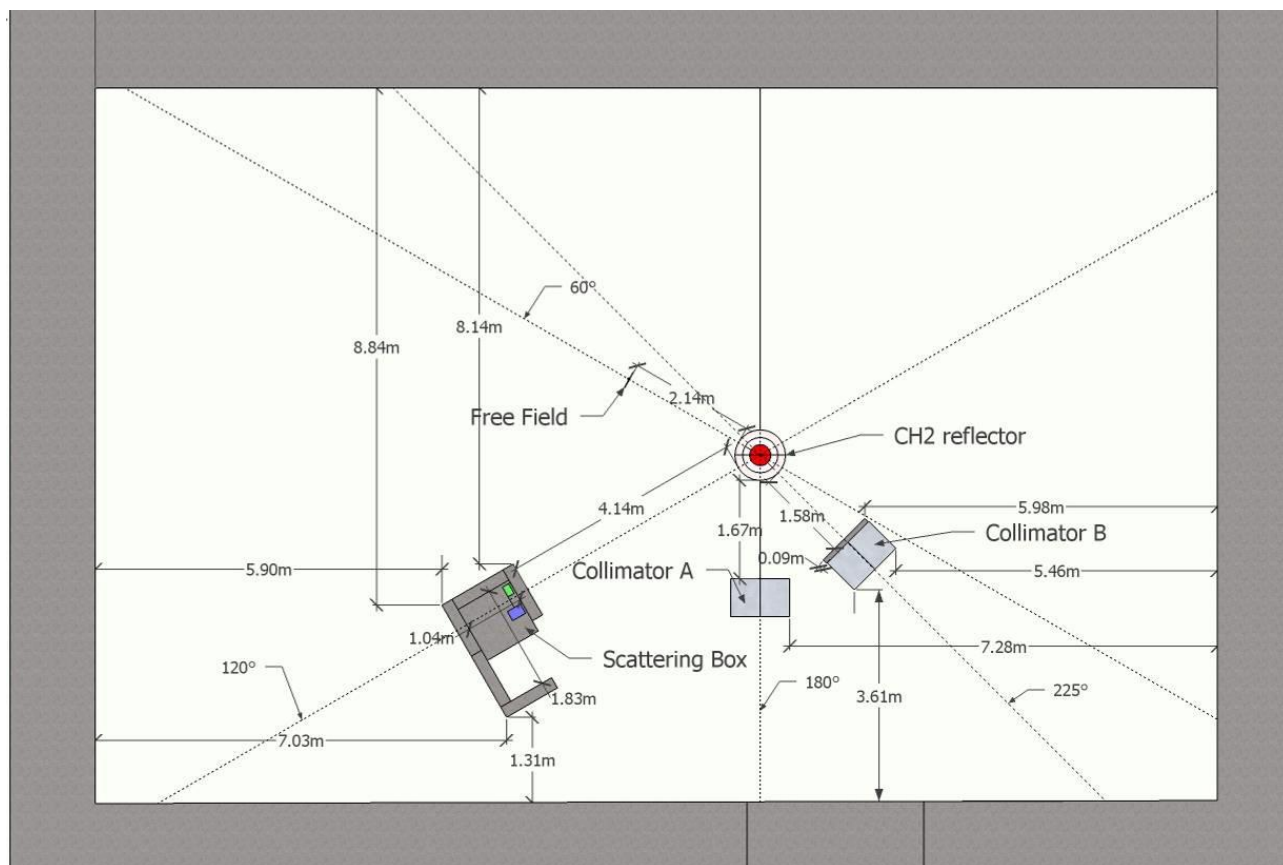 60°
8.14m
8.84m
2.14m
Free Field
CH2 reflector
4.14m
1.67m
1.58m
5.98m
Collimator B
0.09m
5.90m
Collimator A
5.46m
1.04m
7.28m
Scattering Box
120°
1.83m
180°
3.61m
225°
7.03m
1.31m